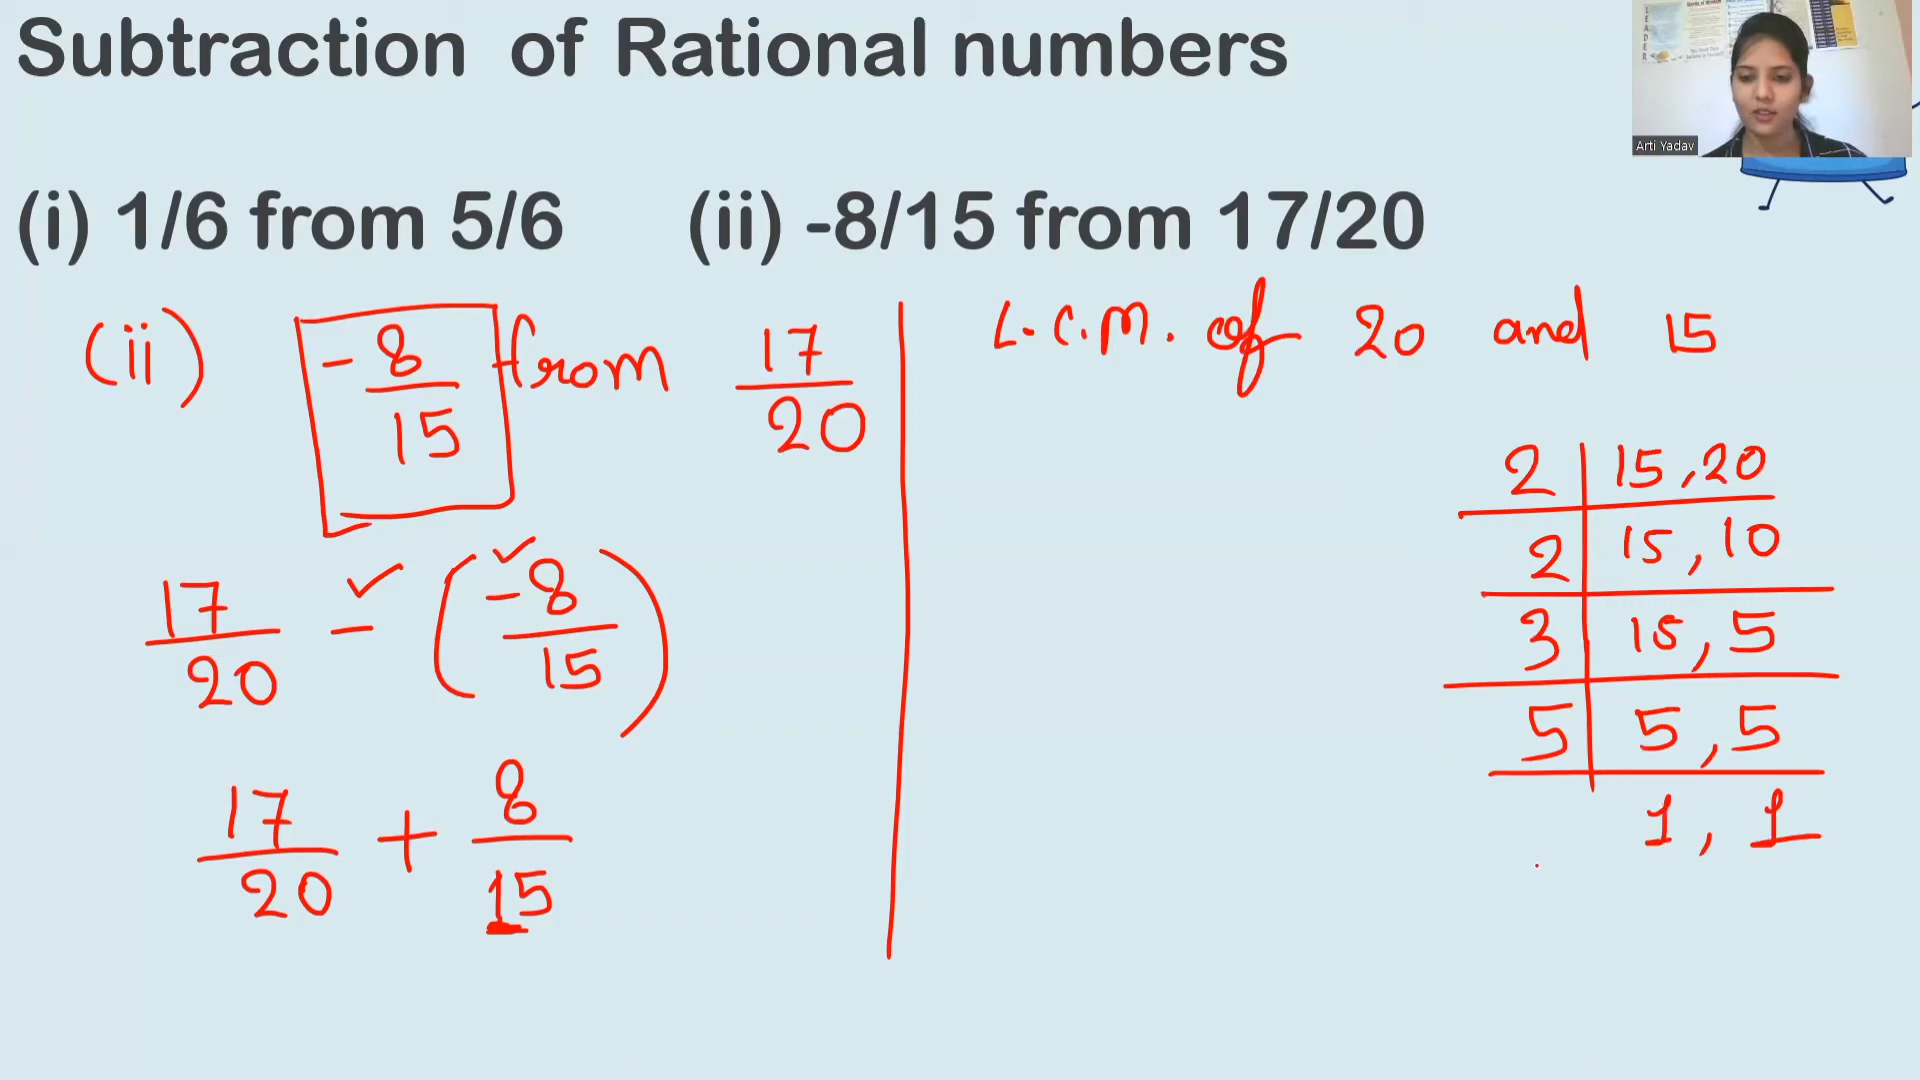 Subtraction of Rational numbers
LEADER
Arti Yadav
(i) 1/6 from 5/6 (ii) -8/15 from 17/20
(ii) -8/15 from 17/20
17/20 - (-8/15)
17/20 + 8/15
L.C.M. of 20 and 15
2 | 15, 20
2 | 15, 10
3 | 15, 5
5 | 5, 5
1, 1